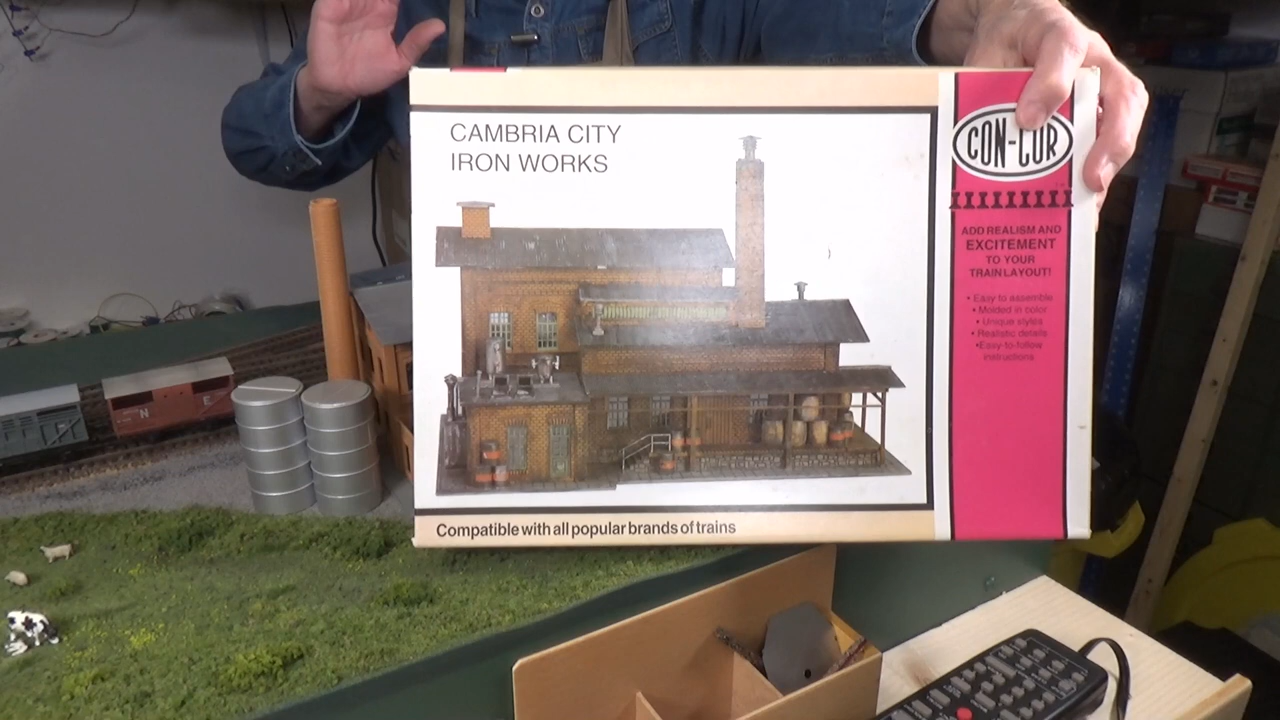 CAMBRIA CITY
IRON WORKS
CON-COR
ADD REALISM AND
EXCITEMENT
TO YOUR
TRAIN LAYOUT!
• Easy to assemble
• Molded in color
• Unique styles
• Realistic details
• Easy-to-follow
instructions
Compatible with all popular brands of trains
N E